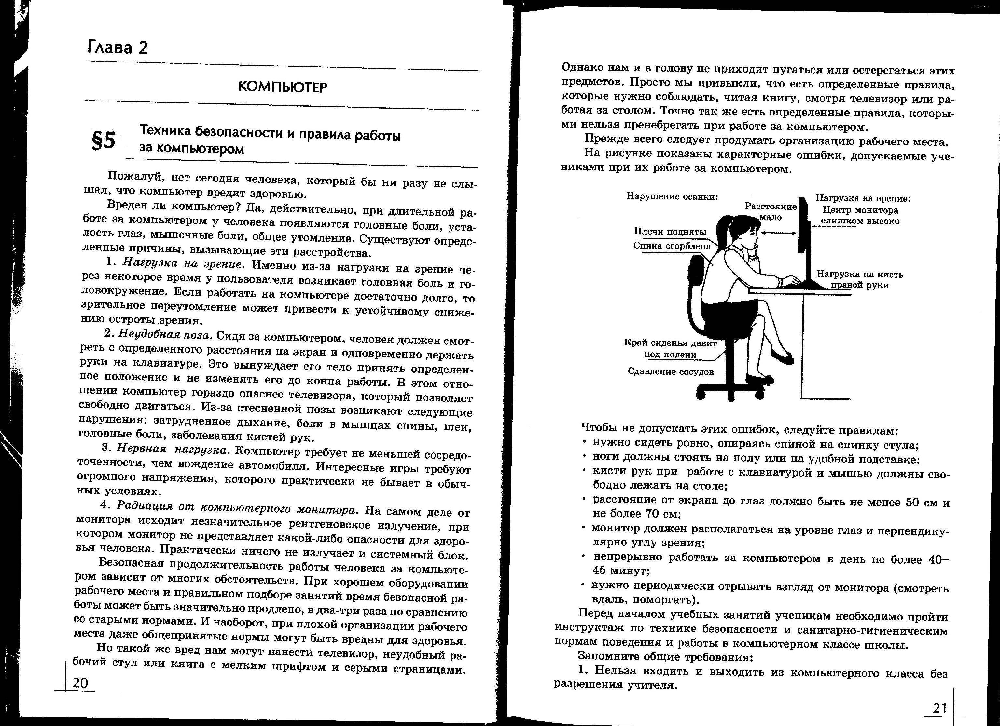 Глава 2
КОМПЬЮТЕР
§5
Техника безопасности и правила работы
за компьютером
Пожалуй, нет сегодня человека, который бы ни разу не слы-
шал, что компьютер вредит здоровью.
Вреден ли компьютер? Да, действительно, при длительной ра-
боте за компьютером у человека появляются головные боли, уста-
лость глаз, мышечные боли, общее утомление. Существуют опреде-
ленные причины, вызывающие эти расстройства.
1. Нагрузка на зрение. Именно из-за нагрузки на зрение че-
рез некоторое время у пользователя возникает головная боль и го-
ловокружение. Если работать на компьютере достаточно долго, то
зрительное переутомление может привести к устойчивому сниже-
нию остроты зрения.
2. Неудобная поза. Сидя за компьютером, человек должен смот-
реть с определенного расстояния на экран и одновременно держать
руки на клавиатуре. Это вынуждает его тело принять определен-
ное положение и не изменять его до конца работы. В этом отно-
шении компьютер гораздо опаснее телевизора, который позволяет
свободно двигаться. Из-за стесненной позы возникают следующие
нарушения: затрудненное дыхание, боли в мышцах спины, шеи,
головные боли, заболевания кистей рук.
3. Нервная нагрузка. Компьютер требует не меньшей сосредо-
точенности, чем вождение автомобиля. Интересные игры требуют
огромного напряжения, которого практически не бывает в обыч-
ных условиях.
4. Радиация от компьютерного монитора. На самом деле от
монитора исходит незначительное рентгеновское излучение, при
котором монитор не представляет какой-либо опасности для здоро-
вья человека. Практически ничего не излучает и системный блок.
Безопасная продолжительность работы человека за компьюте-
ром зависит от многих обстоятельств. При хорошем оборудовании
рабочего места и правильном подборе занятий время безопасной ра-
боты может быть значительно продлено, в два-три раза по сравнению
со старыми нормами. И наоборот, при плохой организации рабочего
места даже общепринятые нормы могут быть вредны для здоровья.
Но такой же вред нам могут нанести телевизор, неудобный ра-
бочий стул или книга с мелким шрифтом и серыми страницами.
20
Однако нам и в голову не приходит пугаться или остерегаться этих
предметов. Просто мы привыкли, что есть определенные правила,
которые нужно соблюдать, читая книгу, смотря телевизор или ра-
ботая за столом. Точно так же есть определенные правила, которы-
ми нельзя пренебрегать при работе за компьютером.
Прежде всего следует продумать организацию рабочего места.
На рисунке показаны характерные ошибки, допускаемые уче-
никами при их работе за компьютером.
Нарушение осанки:
Расстояние
мало
Нагрузка на зрение:
Центр монитора
слишком высоко
Плечи подняты
Спина сгорблена
Нагрузка на кисть
правой руки
Край сиденья давит
под колени
Сдавление сосудов
Чтобы не допускать этих ошибок, следуйте правилам:
• нужно сидеть ровно, опираясь спиной на спинку стула;
• ноги должны стоять на полу или на удобной подставке;
• кисти рук при работе с клавиатурой и мышью должны сво-
бодно лежать на столе;
• расстояние от экрана до глаз должно быть не менее 50 см и
не более 70 см;
• монитор должен располагаться на уровне глаз и перпендику-
лярно углу зрения;
• непрерывно работать за компьютером в день не более 40–
45 минут;
• нужно периодически отрывать взгляд от монитора (смотреть
вдаль, поморгать).
Перед началом учебных занятий ученикам необходимо пройти
инструктаж по технике безопасности и санитарно-гигиеническим
нормам поведения и работы в компьютерном классе школы.
Запомните общие требования:
1. Нельзя входить и выходить из компьютерного класса без
разрешения учителя.
21